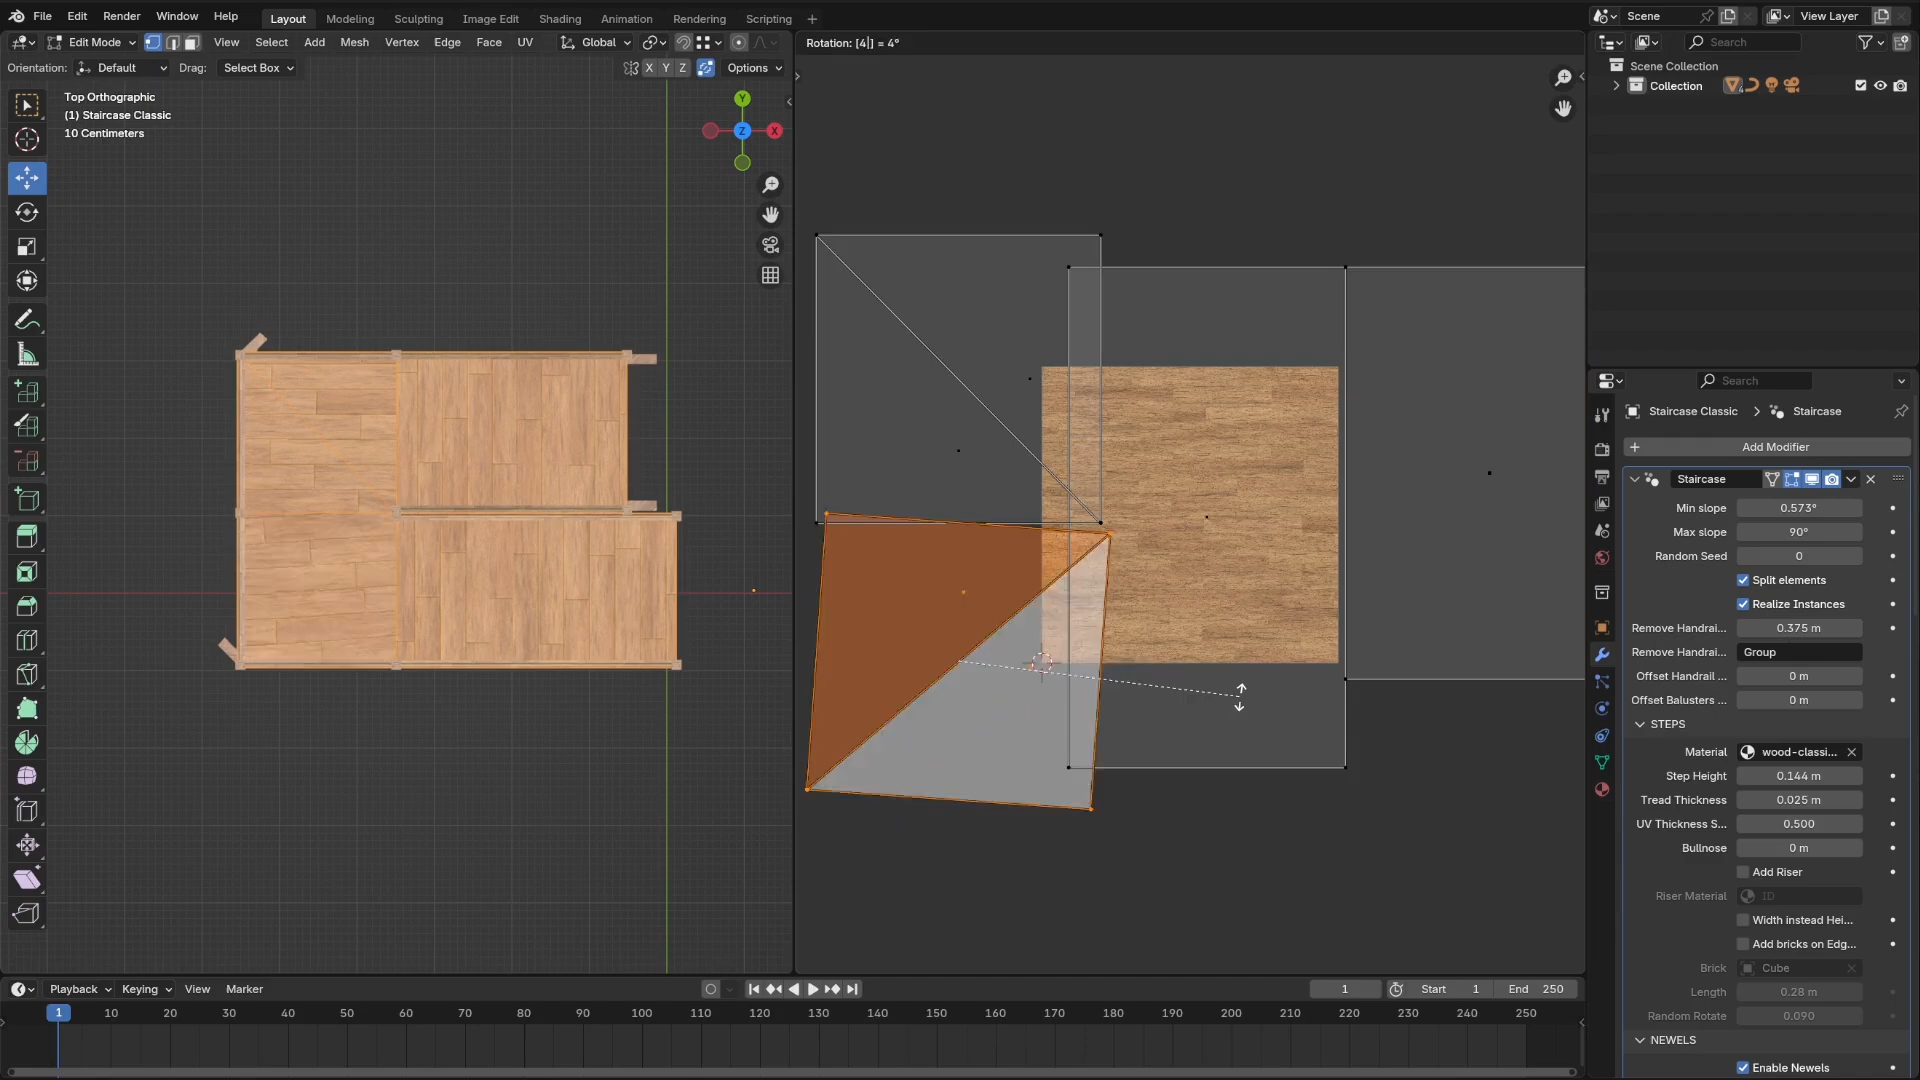 File Edit Render Window Help Layout Modeling Sculpting Image Edit Shading Animation Rendering Scripting +
Scene View Layer
Edit Mode View Select Add Mesh Vertex Edge Face UV Global
Rotation: [4|] = 4°
Search
Orientation: Default Drag: Select Box X Y Z Options
Scene Collection
Collection
Top Orthographic
(1) Staircase Classic
10 Centimeters
Y
Z
X
Search
Staircase Classic > Staircase
+ Add Modifier
Staircase
Min slope 0.573°
Max slope 90°
Random Seed 0
Split elements
Realize Instances
Remove Handrai... 0.375 m
Remove Handrai... Group
Offset Handrail ... 0 m
Offset Balusters ... 0 m
STEPS
Material wood-classi...
Step Height 0.144 m
Tread Thickness 0.025 m
UV Thickness S... 0.500
Bullnose 0 m
Add Riser
Riser Material ID
Width instead Hei...
Add bricks on Edg...
Brick Cube
Length 0.28 m
Random Rotate 0.090
NEWELS
Enable Newels
Playback Keying View Marker 1 Start 1 End 250
1 10 20 30 40 50 60 70 80 90 100 110 120 130 140 150 160 170 180 190 200 210 220 230 240 250